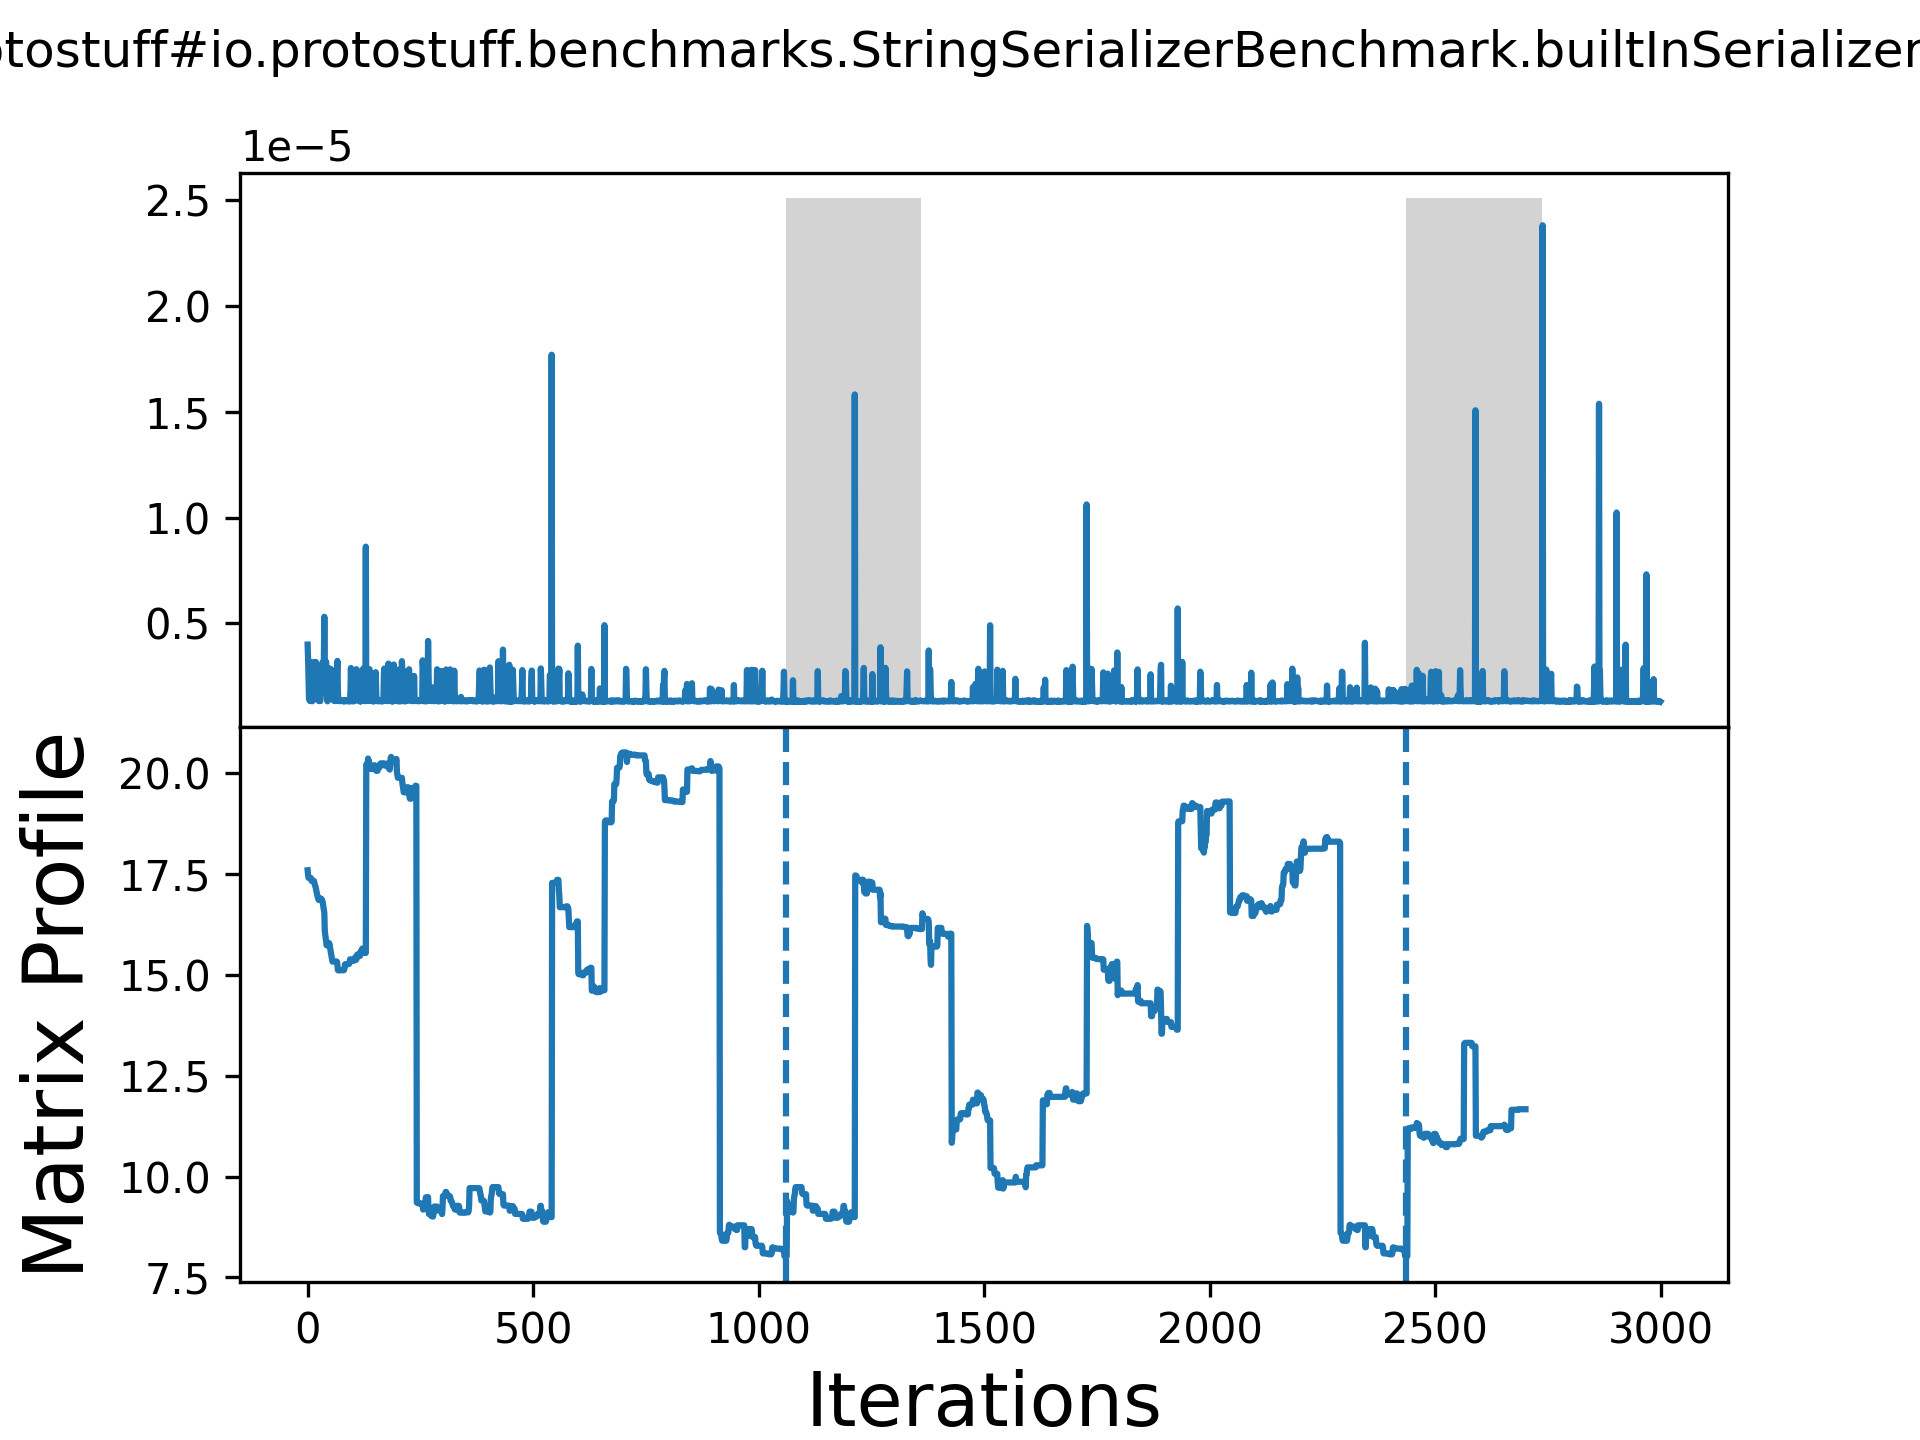 otostuff#io.protostuff.benchmarks.StringSerializerBenchmark.builtInSerializer
1e−5
2.5
2.0
1.5
1.0
0.5
Matrix Profile
20.0
17.5
15.0
12.5
10.0
7.5
0 500 1000 1500 2000 2500 3000
Iterations